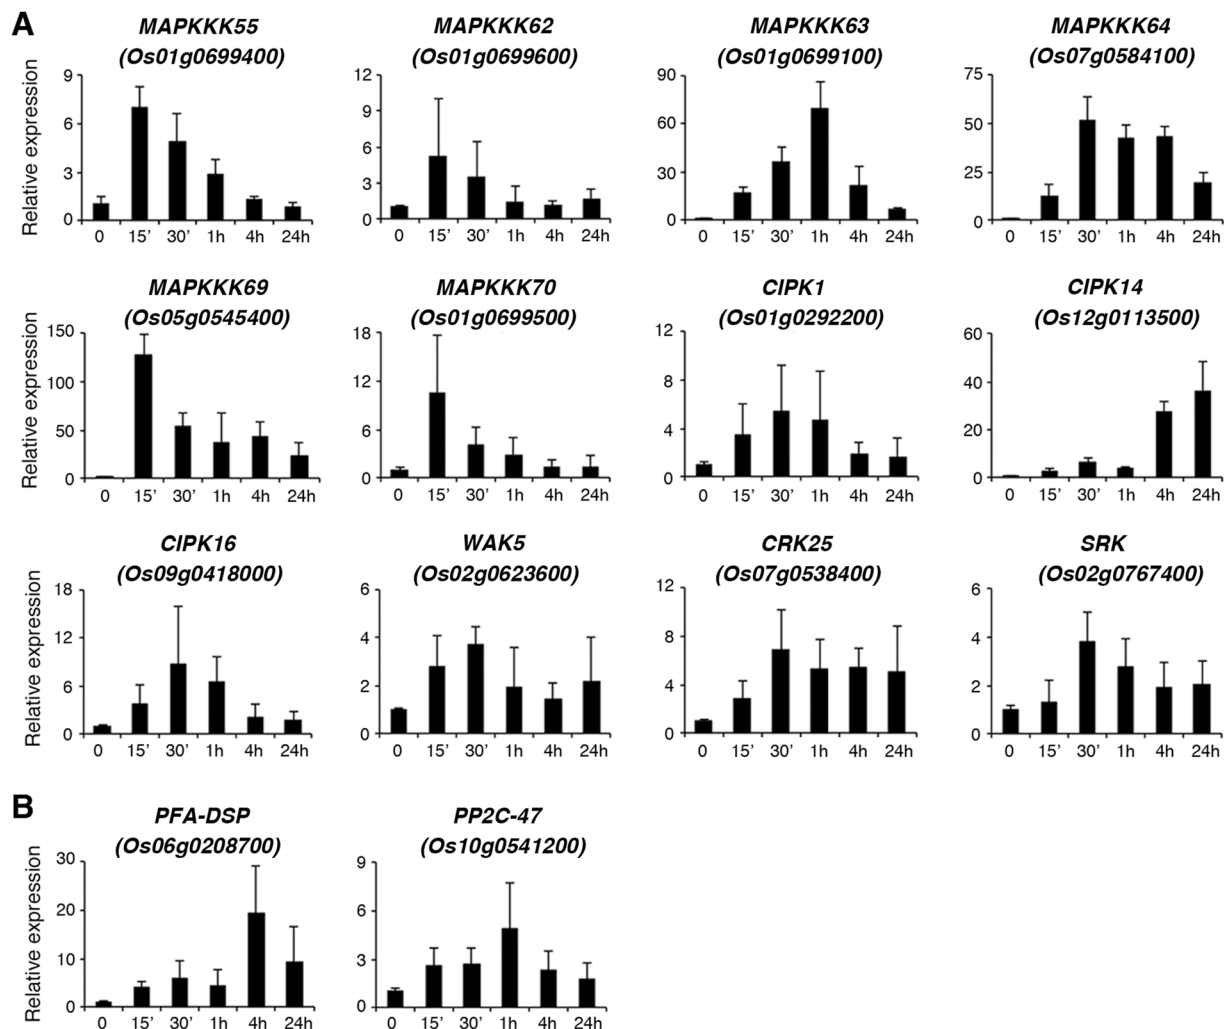 A
MAPKKK55
(Os01g0699400)
Relative expression
9
6
3
0
0 15’ 30’ 1h 4h 24h
MAPKKK62
(Os01g0699600)
12
9
6
3
0
0 15’ 30’ 1h 4h 24h
MAPKKK63
(Os01g0699100)
90
60
30
0
0 15’ 30’ 1h 4h 24h
MAPKKK64
(Os07g0584100)
75
50
25
0
0 15’ 30’ 1h 4h 24h
MAPKKK69
(Os05g0545400)
Relative expression
150
100
50
0
0 15’ 30’ 1h 4h 24h
MAPKKK70
(Os01g0699500)
18
12
6
0
0 15’ 30’ 1h 4h 24h
CIPK1
(Os01g0292200)
12
8
4
0
0 15’ 30’ 1h 4h 24h
CIPK14
(Os12g0113500)
60
40
20
0
0 15’ 30’ 1h 4h 24h
CIPK16
(Os09g0418000)
Relative expression
18
12
6
0
0 15’ 30’ 1h 4h 24h
WAK5
(Os02g0623600)
6
4
2
0
0 15’ 30’ 1h 4h 24h
CRK25
(Os07g0538400)
12
8
4
0
0 15’ 30’ 1h 4h 24h
SRK
(Os02g0767400)
6
4
2
0
0 15’ 30’ 1h 4h 24h
B
PFA-DSP
(Os06g0208700)
Relative expression
30
20
10
0
0 15’ 30’ 1h 4h 24h
PP2C-47
(Os10g0541200)
9
6
3
0
0 15’ 30’ 1h 4h 24h